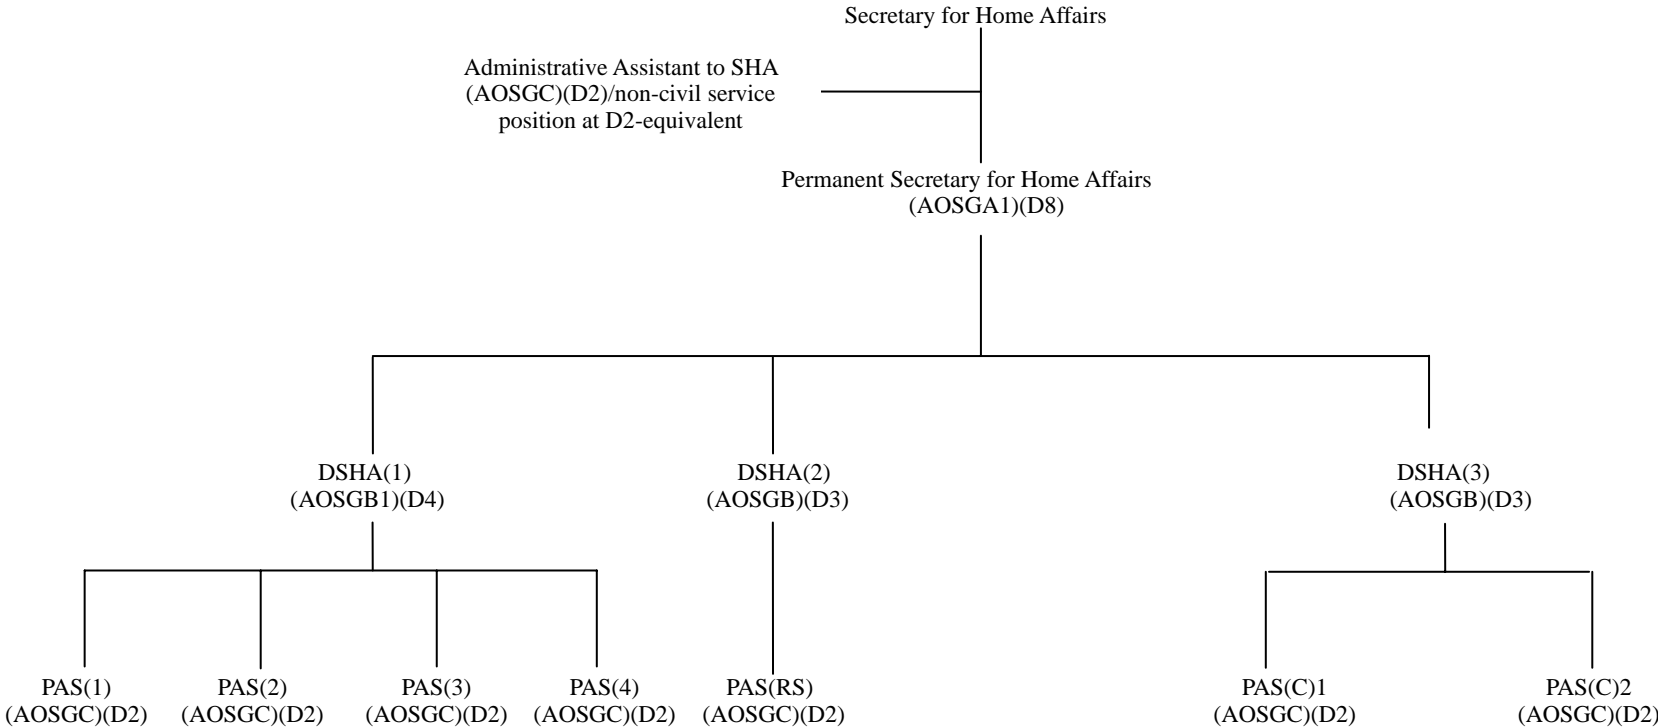 Secretary for Home Affairs
Administrative Assistant to SHA
(AOSGC)(D2)/non-civil service
position at D2-equivalent
Permanent Secretary for Home Affairs
(AOSGA1)(D8)
DSHA(1)
(AOSGB1)(D4)
DSHA(2)
(AOSGB)(D3)
DSHA(3)
(AOSGB)(D3)
PAS(1)
(AOSGC)(D2)
PAS(2)
(AOSGC)(D2)
PAS(3)
(AOSGC)(D2)
PAS(4)
(AOSGC)(D2)
PAS(RS)
(AOSGC)(D2)
PAS(C)1
(AOSGC)(D2)
PAS(C)2
(AOSGC)(D2)